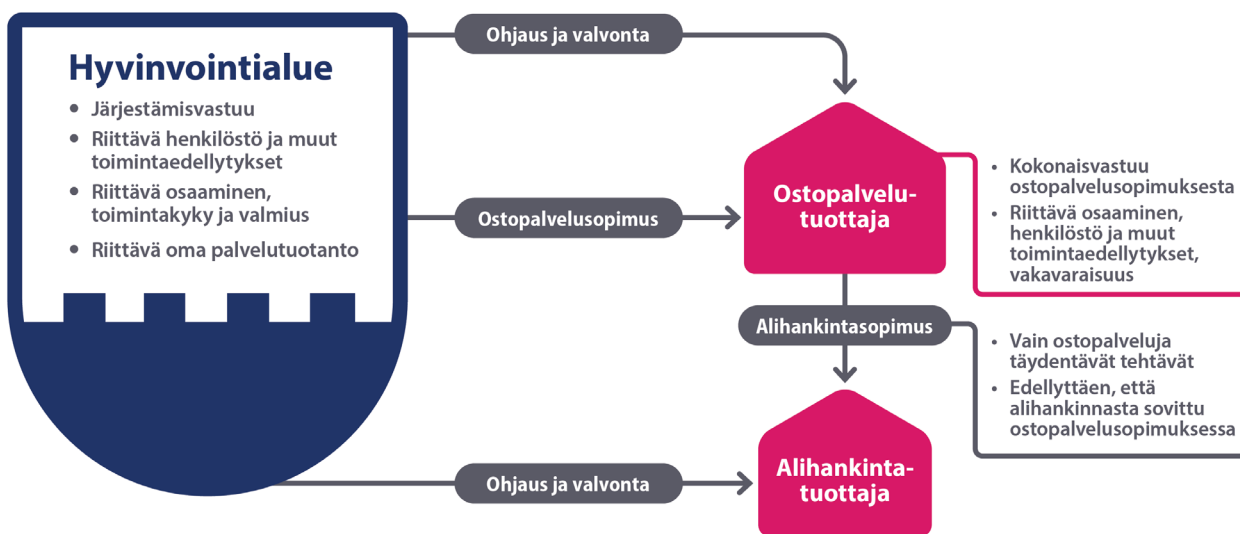 Hyvinvointialue
• Järjestämisvastuu
• Riittävä henkilöstö ja muut
toimintaedellytykset
• Riittävä osaaminen,
toimintakyky ja valmius
• Riittävä oma palvelutuotanto
Ohjaus ja valvonta
Ostopalvelusopimus
Ostopalvelu-
tuottaja
• Kokonaisvastuu
ostopalvelusopimuksesta
• Riittävä osaaminen,
henkilöstö ja muut
toimintaedellytykset,
vakavaraisuus
Alihankintasopimus
• Vain ostopalveluja
täydentävät tehtävät
• Edellyttäen, että
alihankinnasta sovittu
ostopalvelusopimuksessa
Ohjaus ja valvonta
Alihankinta-
tuottaja